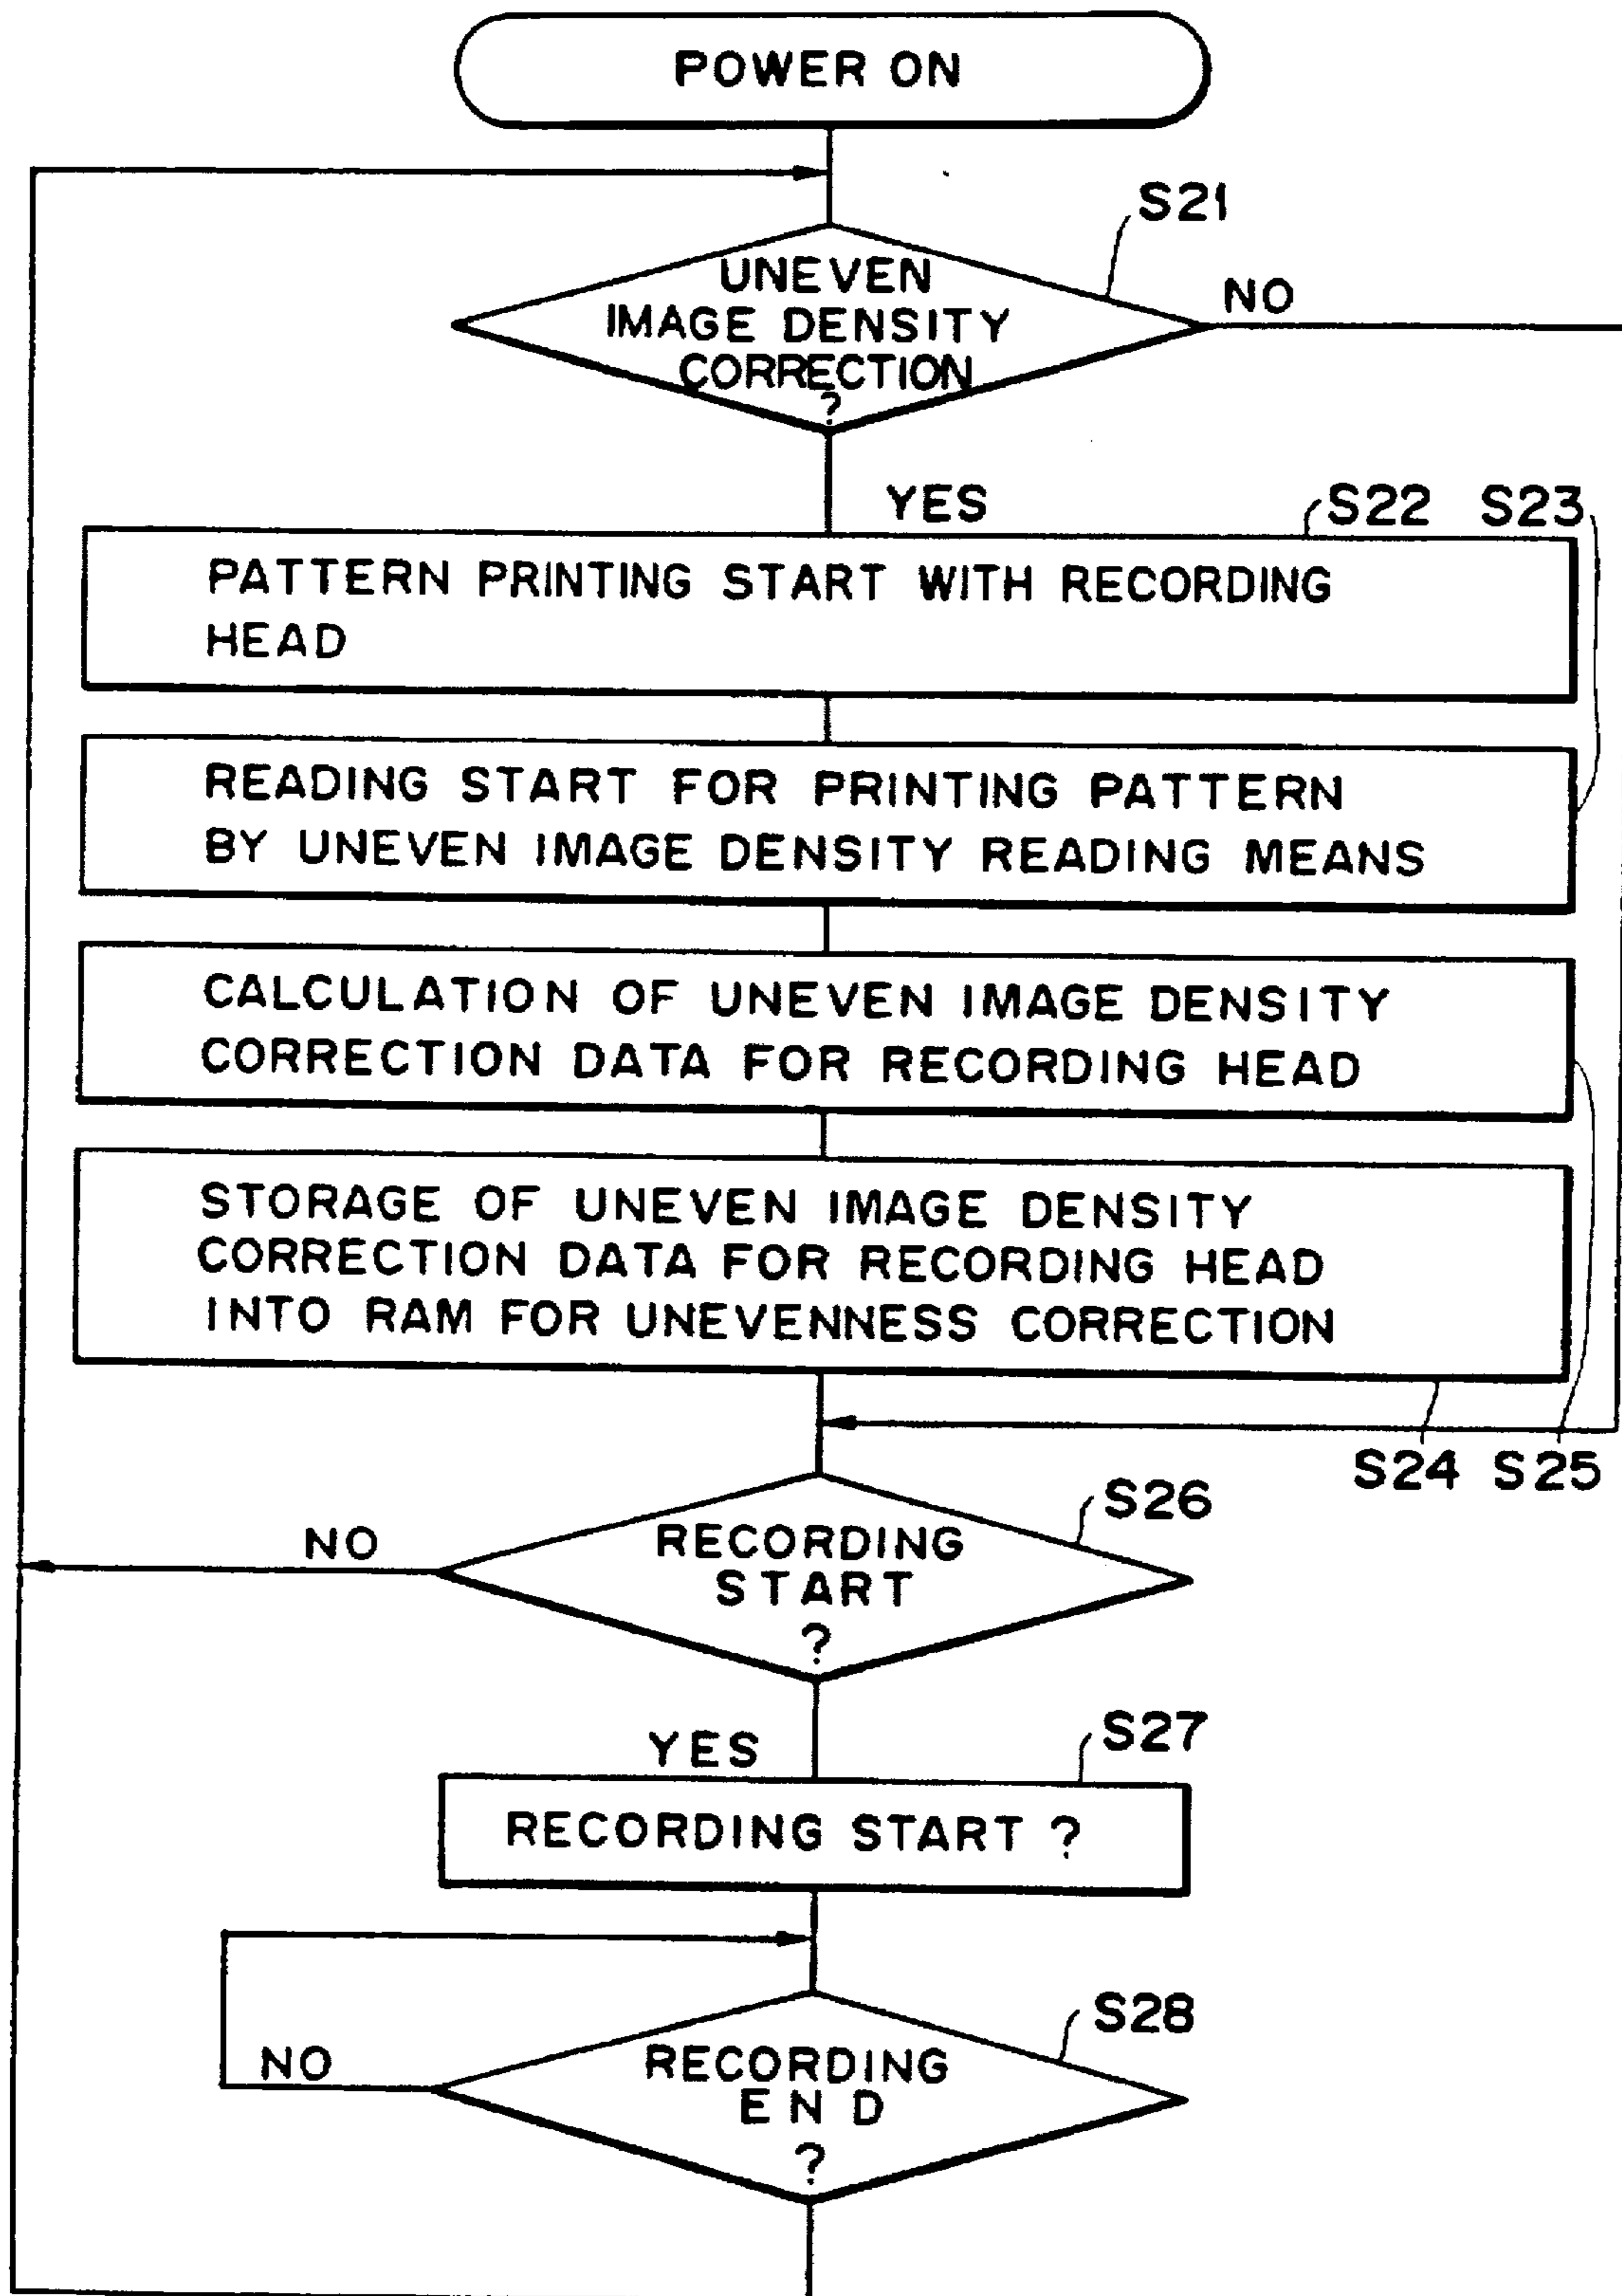 POWER ON
S21
UNEVEN
IMAGE DENSITY
CORRECTION
?
NO
YES
S22 S23
PATTERN PRINTING START WITH RECORDING
HEAD
READING START FOR PRINTING PATTERN
BY UNEVEN IMAGE DENSITY READING MEANS
CALCULATION OF UNEVEN IMAGE DENSITY
CORRECTION DATA FOR RECORDING HEAD
STORAGE OF UNEVEN IMAGE DENSITY
CORRECTION DATA FOR RECORDING HEAD
INTO RAM FOR UNEVENNESS CORRECTION
S24 S25
S26
NO
RECORDING
START
?
YES
S27
RECORDING START ?
S28
NO
RECORDING
END
?